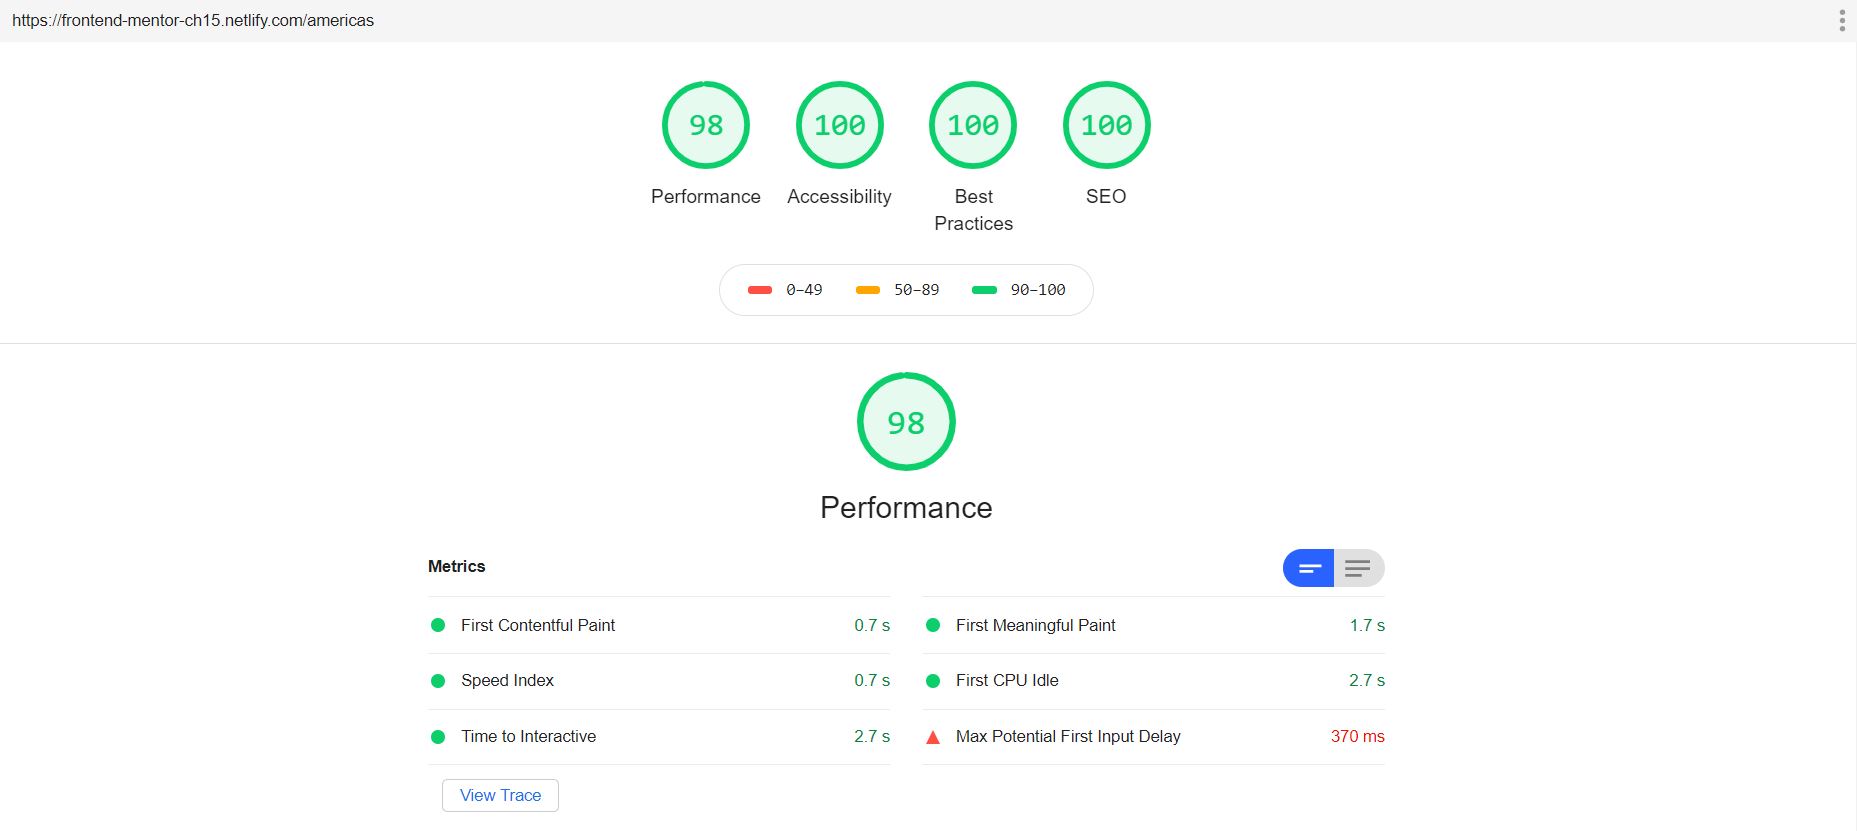 https://frontend-mentor-ch15.netlify.com/americas
98 100 100 100
Performance Accessibility Best Practices SEO
0–49 50–89 90–100
98
Performance
Metrics
First Contentful Paint 0.7 s
First Meaningful Paint 1.7 s
Speed Index 0.7 s
First CPU Idle 2.7 s
Time to Interactive 2.7 s
Max Potential First Input Delay 370 ms
View Trace